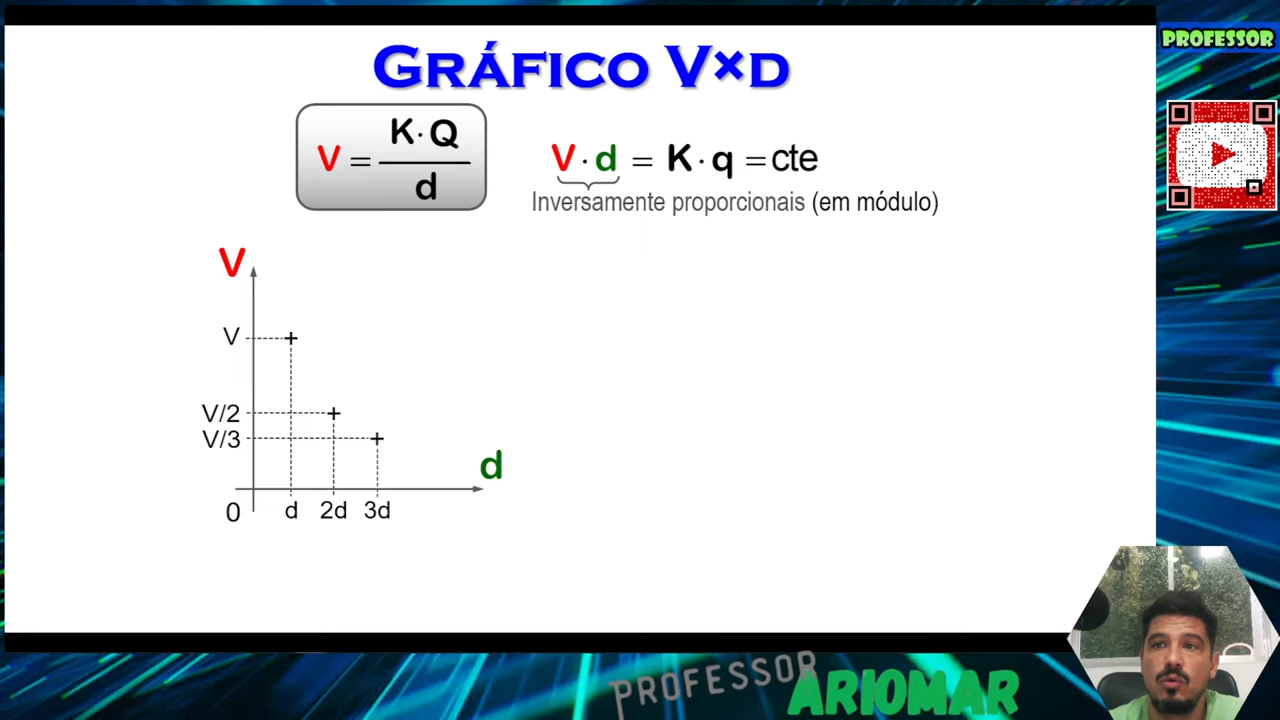 GRÁFICO V×D
PROFESSOR
V = K·Q / d
V · d = K · q = cte
Inversamente proporcionais (em módulo)
V
V
V/2
V/3
d
0 d 2d 3d
PROFESSOR
ARIOMAR